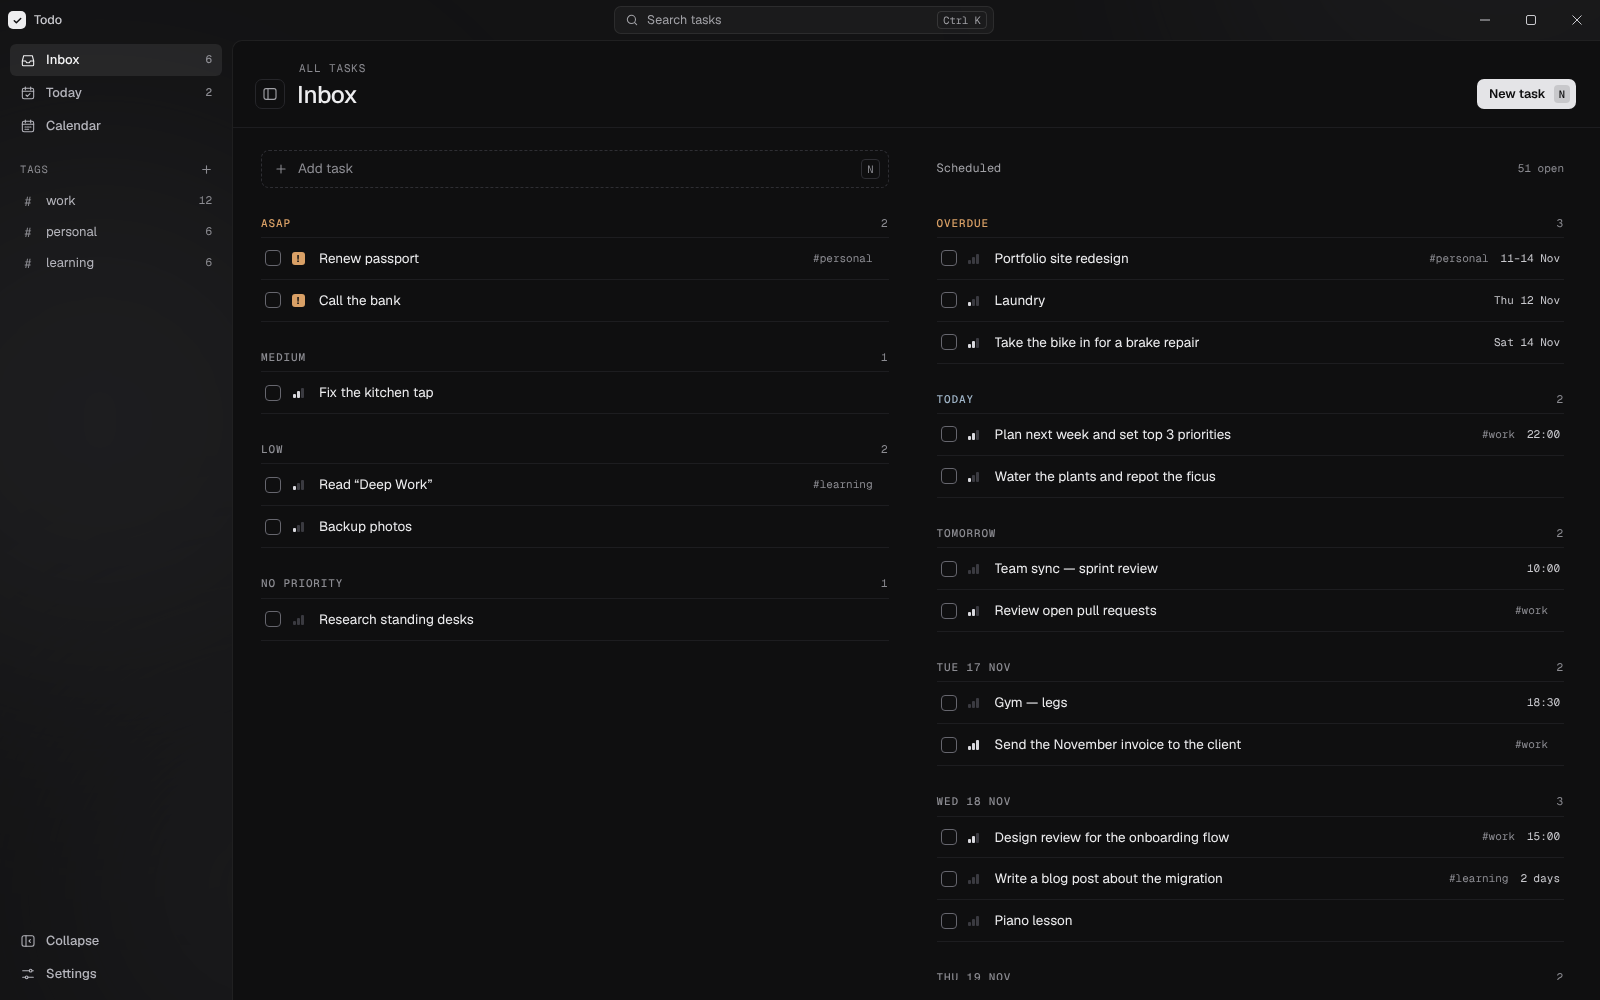 Todo
Search tasks
Ctrl K
Inbox 6
Today 2
Calendar
TAGS
# work 12
# personal 6
# learning 6
Collapse
Settings
ALL TASKS
Inbox
New task N
Add task N
ASAP 2
! Renew passport #personal
! Call the bank
MEDIUM 1
Fix the kitchen tap
LOW 2
Read “Deep Work” #learning
Backup photos
NO PRIORITY 1
Research standing desks
Scheduled 51 open
OVERDUE 3
Portfolio site redesign #personal 11–14 Nov
Laundry Thu 12 Nov
Take the bike in for a brake repair Sat 14 Nov
TODAY 2
Plan next week and set top 3 priorities #work 22:00
Water the plants and repot the ficus
TOMORROW 2
Team sync — sprint review 10:00
Review open pull requests #work
TUE 17 NOV 2
Gym — legs 18:30
Send the November invoice to the client #work
WED 18 NOV 3
Design review for the onboarding flow #work 15:00
Write a blog post about the migration #learning 2 days
Piano lesson
THU 19 NOV 2